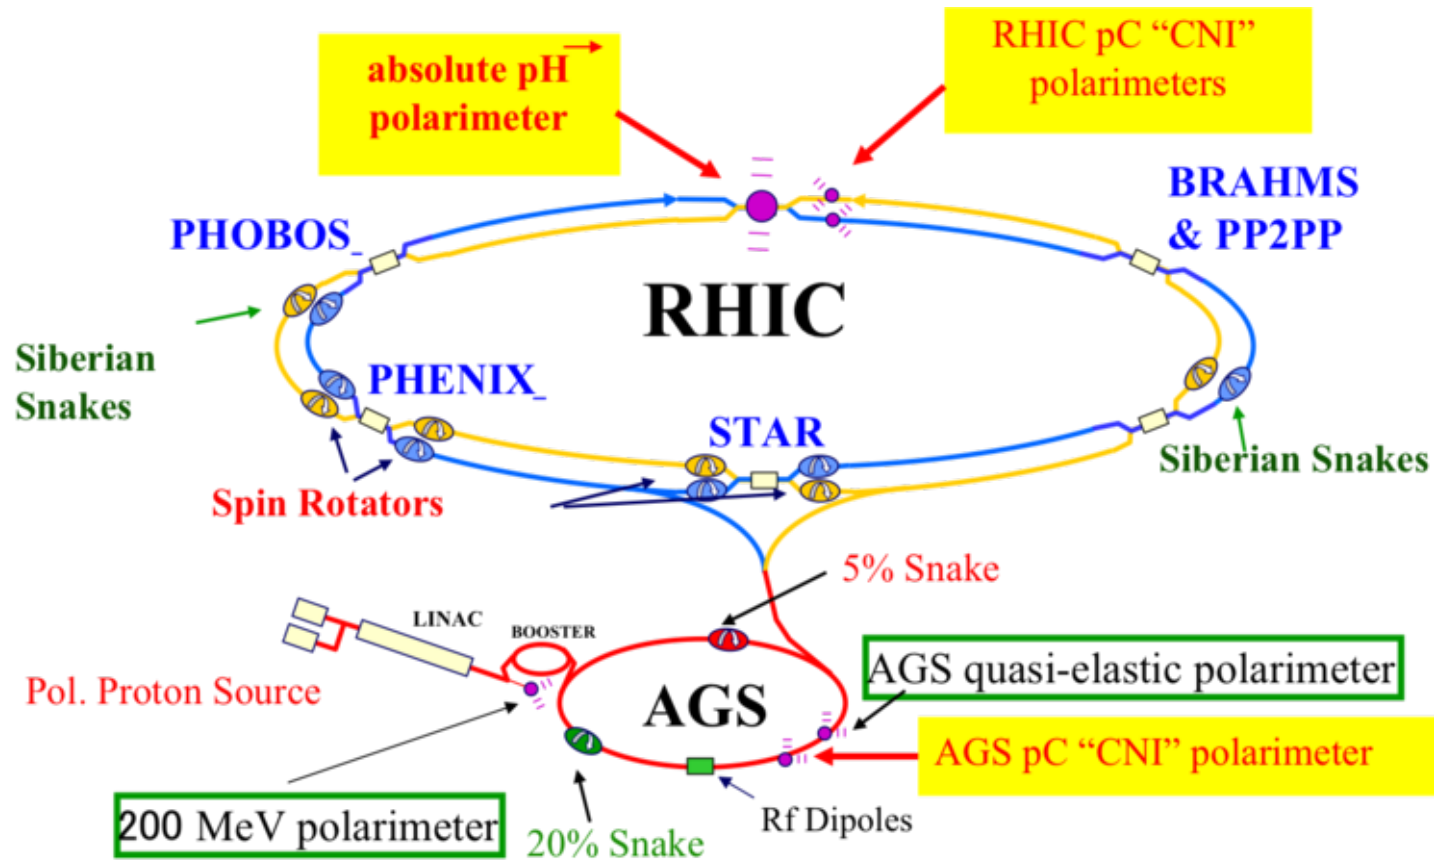 absolute pH
polarimeter
RHIC pC “CNI”
polarimeters
BRAHMS
& PP2PP
PHOBOS_
RHIC
Siberian
Snakes
PHENIX_
STAR
Siberian Snakes
Spin Rotators
5% Snake
LINAC
BOOSTER
AGS quasi-elastic polarimeter
Pol. Proton Source
AGS
AGS pC “CNI” polarimeter
Rf Dipoles
200 MeV polarimeter
20% Snake